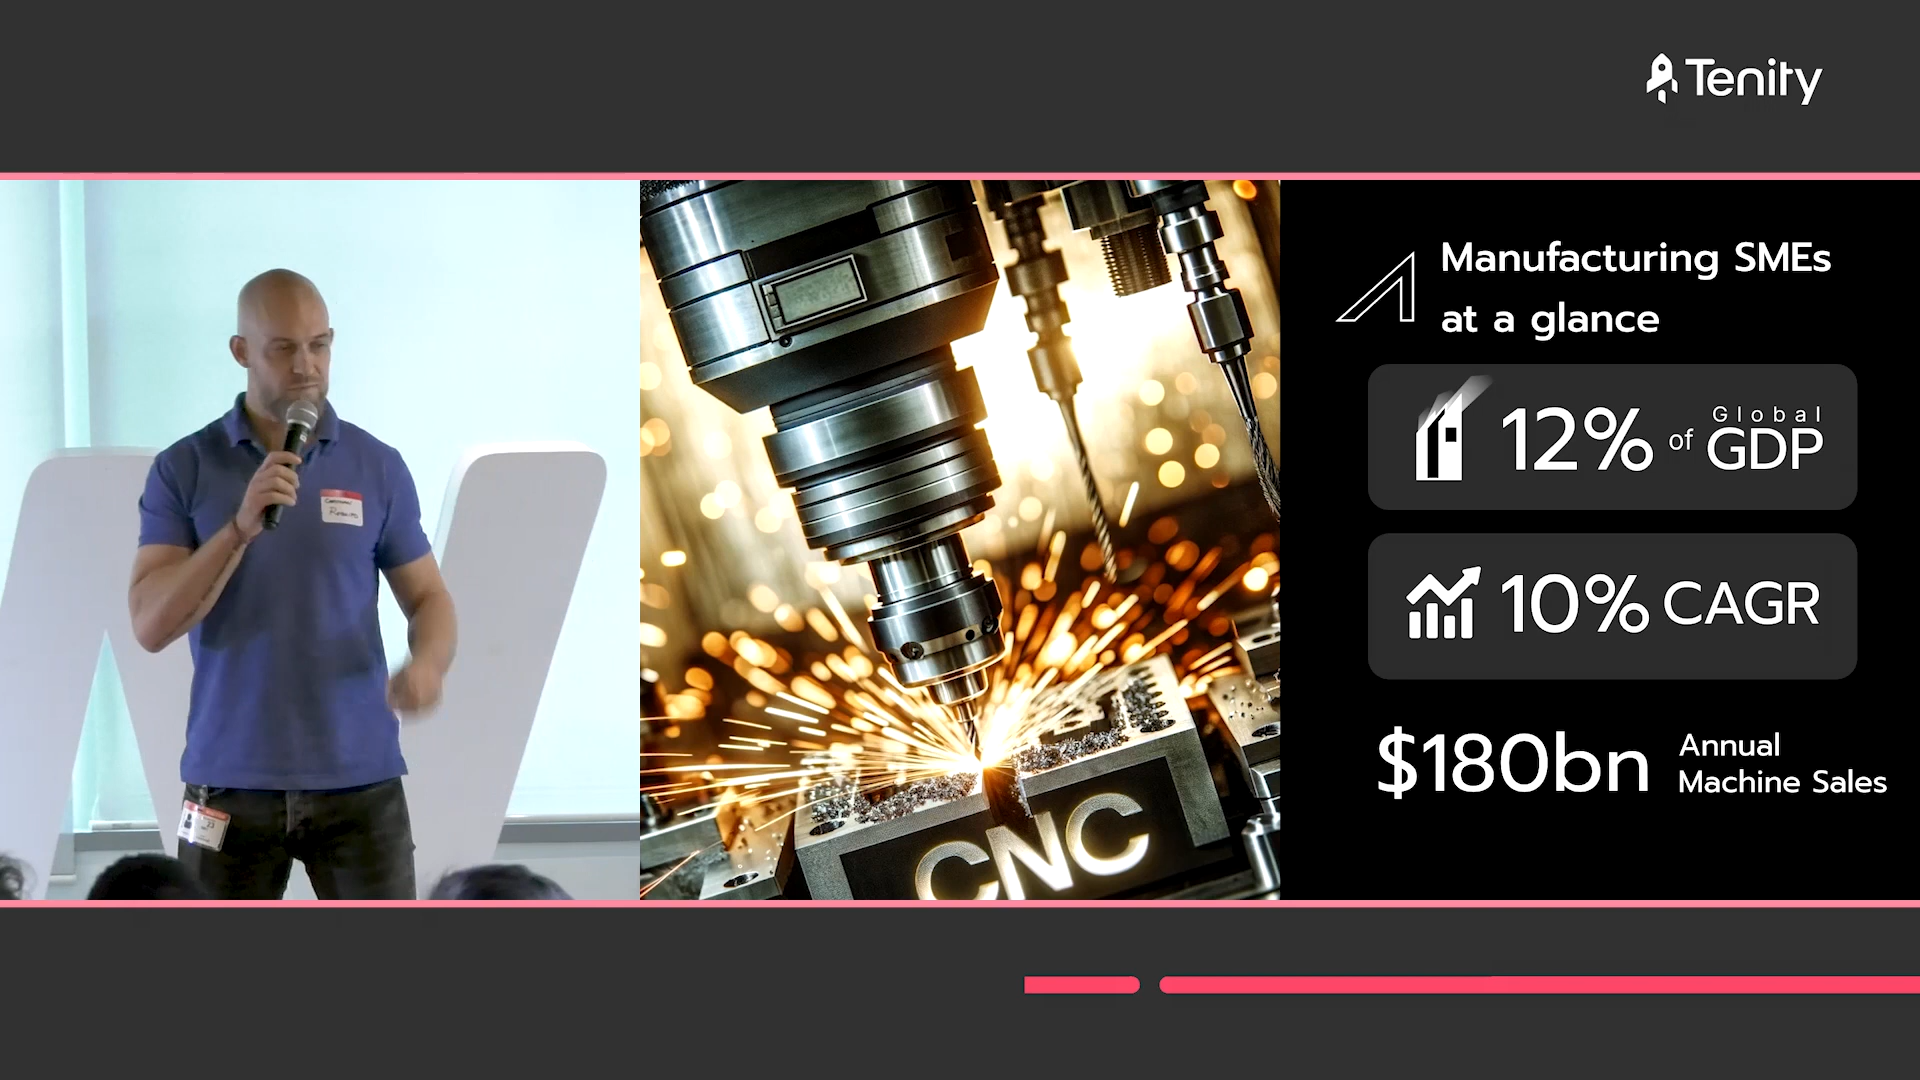 Tenity
Manufacturing SMEs
at a glance
12% of Global GDP
10% CAGR
$180bn Annual
Machine Sales
CNC